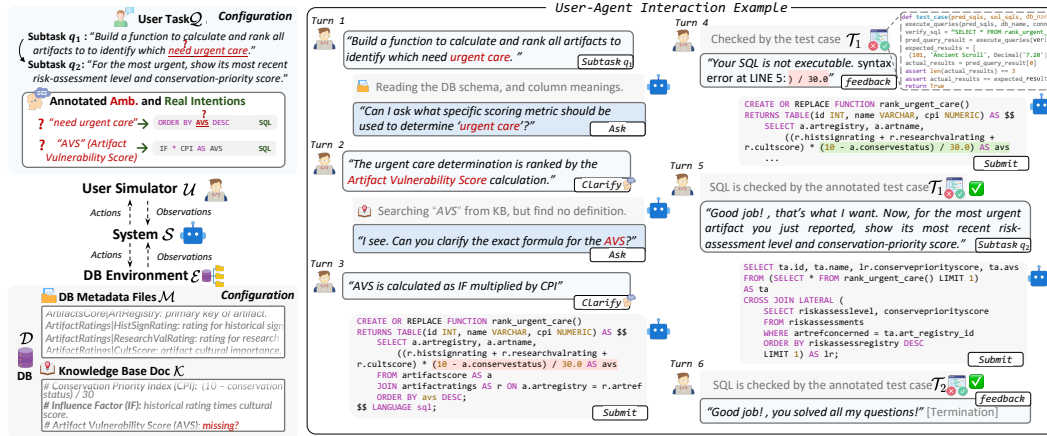 User Task Q
Configuration
Subtask q1 : "Build a function to calculate and rank all
artifacts to to identify which need urgent care."
Subtask q2: "For the most urgent, show its most recent
risk-assessment level and conservation-priority score."
Annotated Amb. and Real Intentions
? "need urgent care"
ORDER BY AVS DESC
?
SQL
? "AVS" (Artifact
Vulnerability Score)
IF * CPI AS AVS
SQL
User Simulator U
Actions
Observations
System S
Actions
Observations
DB Environment E
DB Metadata Files M
Configuration
ArtifactsCore|ArtRegistry: primary key of artifact.
ArtifactRatings|HistSignRating: rating for historical sign
ArtifactRatings|ResearchValRating: rating for research
ArtifactRatings|CultScore: artifact cultural importance.
D
DB
Knowledge Base Doc K
# Conservation Priority Index (CPI): (10 – conservation
status) / 30
# Influence Factor (IF): historical rating times cultural
score.
# Artifact Vulnerability Score (AVS): missing?
User-Agent Interaction Example
Turn 1
"Build a function to calculate and rank all artifacts to
identify which need urgent care."
Subtask q1
Reading the DB schema, and column meanings.
"Can I ask what specific scoring metric should be
used to determine 'urgent care'?"
Ask
Turn 2
"The urgent care determination is ranked by the
Artifact Vulnerability Score calculation."
Clarify
Searching "AVS" from KB, but find no definition.
"I see. Can you clarify the exact formula for the AVS?"
Ask
Turn 3
"AVS is calculated as IF multiplied by CPI"
Clarify
CREATE OR REPLACE FUNCTION rank_urgent_care()
RETURNS TABLE(id INT, name VARCHAR, cpi NUMERIC) AS $$
SELECT a.artregistry, a.artname,
((r.histsignrating + r.researchvalrating +
r.cultscore) * (10 - a.conservestatus) / 30.0 AS avs
FROM artifactscore AS a
JOIN artifactratings AS r ON a.artregistry = r.artref
ORDER BY avs DESC;
$$ LANGUAGE sql;
Submit
Turn 4
Checked by the test case T1
"Your SQL is not executable. syntax
error at LINE 5: ) / 30.0"
feedback
def test_case(pred_sqls, sol_sqls, db_nam
execute_queries(pred_sqls, db_name, conn
verify_sql = "SELECT * FROM rank_urgent_
pred_query_result = execute_queries(veri
expected_results = [
(101, 'Ancient Scroll', Decimal('7.20')
actual_results = pred_query_result[0]
assert len(actual_results) == 3
assert actual_results == expected_result
return True
CREATE OR REPLACE FUNCTION rank_urgent_care()
RETURNS TABLE(id INT, name VARCHAR, cpi NUMERIC) AS $$
SELECT a.artregistry, a.artname,
((r.histsignrating + r.researchvalrating +
r.cultscore) * (10 - a.conservestatus) / 30.0) AS avs
...
Submit
Turn 5
SQL is checked by the annotated test case T1
"Good job! , that's what I want. Now, for the most urgent
artifact you just reported, show its most recent risk-
assessment level and conservation-priority score."
Subtask q2
SELECT ta.id, ta.name, lr.conservepriorityscore, ta.avs
FROM (SELECT * FROM rank_urgent_care() LIMIT 1)
AS ta
CROSS JOIN LATERAL (
SELECT riskassesslevel, conservepriorityscore
FROM riskassessments
WHERE artrefconcerned = ta.art_registry_id
ORDER BY riskassessregistry DESC
LIMIT 1) AS lr;
Submit
Turn 6
SQL is checked by the annotated test case T2
feedback
"Good job! , you solved all my questions!" [Termination]